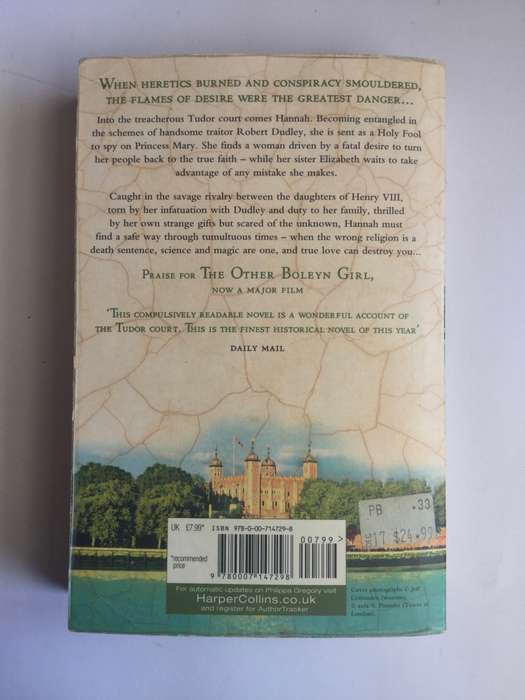 WHEN HERETICS BURNED AND CONSPIRACY SMOULDERED,
THE FLAMES OF DESIRE WERE THE GREATEST DANGER...
Into the treacherous Tudor court comes Hannah. Becoming entangled in
the schemes of handsome traitor Robert Dudley, she is sent as a Holy Fool
to spy on Princess Mary. She finds a woman driven by a fatal desire to turn
her people back to the true faith – while her sister Elizabeth waits to take
advantage of any mistake she makes.
Caught in the savage rivalry between the daughters of Henry VIII,
torn by her infatuation with Dudley and duty to her family, thrilled
by her own strange gifts but scared of the unknown, Hannah must
find a safe way through tumultuous times – when the wrong religion is a
death sentence, science and magic are one, and true love can destroy you...
PRAISE FOR THE OTHER BOLEYN GIRL,
NOW A MAJOR FILM
'THIS COMPULSIVELY READABLE NOVEL IS A WONDERFUL ACCOUNT OF
THE TUDOR COURT. THIS IS THE FINEST HISTORICAL NOVEL OF THIS YEAR'
DAILY MAIL
PB .33
17 $24.99
UK £7.99*
ISBN 978-0-00-714729-8
00799>
*recommended
price
9 780007 147298
For automatic updates on Philippa Gregory visit
HarperCollins.co.uk
and register for AuthorTracker
Cover photographs © Jeff
(Tower of
London)